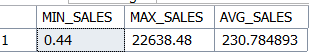 MIN_SALES MAX_SALES AVG_SALES
1 0.44 22638.48 230.784893